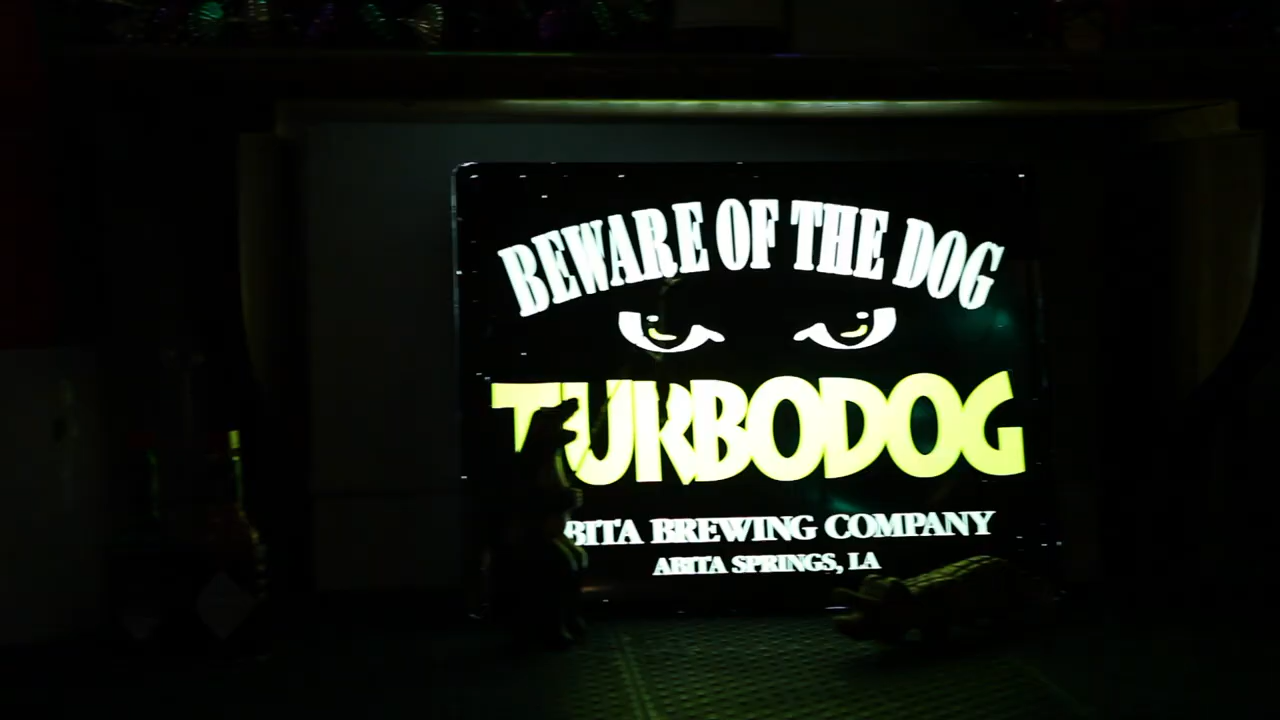 BEWARE OF THE DOG
TURBODOG
ABITA BREWING COMPANY
ABITA SPRINGS, LA